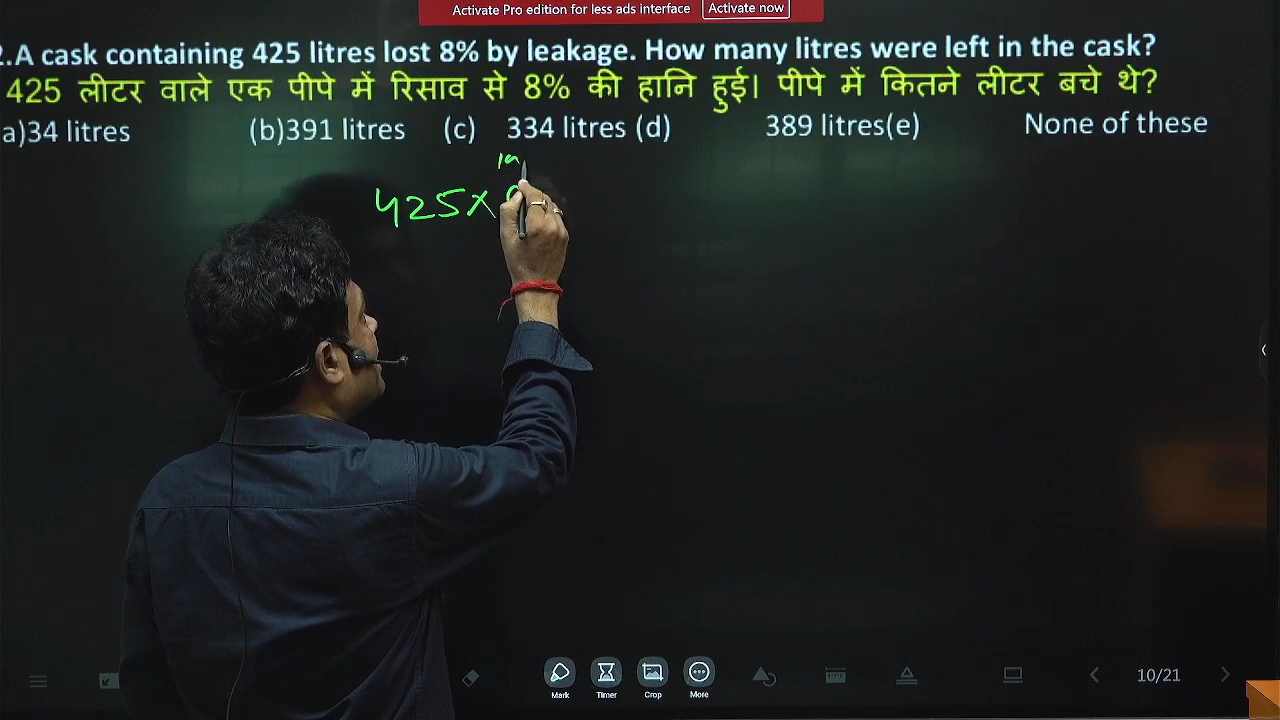 Activate Pro edition for less ads interface Activate now
2.A cask containing 425 litres lost 8% by leakage. How many litres were left in the cask?
425 लीटर वाले एक पीपे में रिसाव से 8% की हानि हुई। पीपे में कितने लीटर बचे थे?
a)34 litres (b)391 litres (c) 334 litres (d) 389 litres(e) None of these
425×
Mark Timer Crop More
10/21